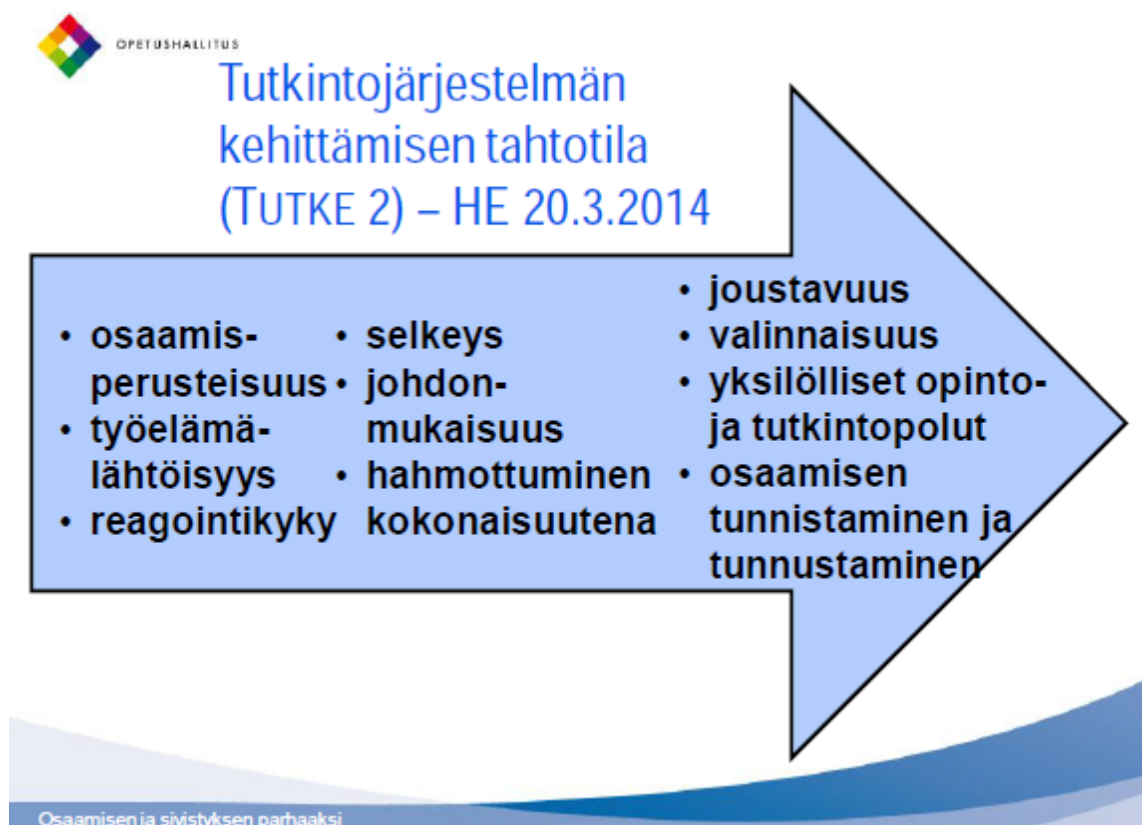 OPETUSHALLITUS
Tutkintojärjestelmän
kehittämisen tahtotila
(TUTKE 2) – HE 20.3.2014
• osaamis-
perusteisuus
• työelämä-
lähtöisyys
• reagointikyky
• selkeys
• johdon-
mukaisuus
• hahmottuminen
kokonaisuutena
• joustavuus
• valinnaisuus
• yksilölliset opinto-
ja tutkintopolut
• osaamisen
tunnistaminen ja
tunnustaminen
Osaamisen ja sivistyksen parhaaksi